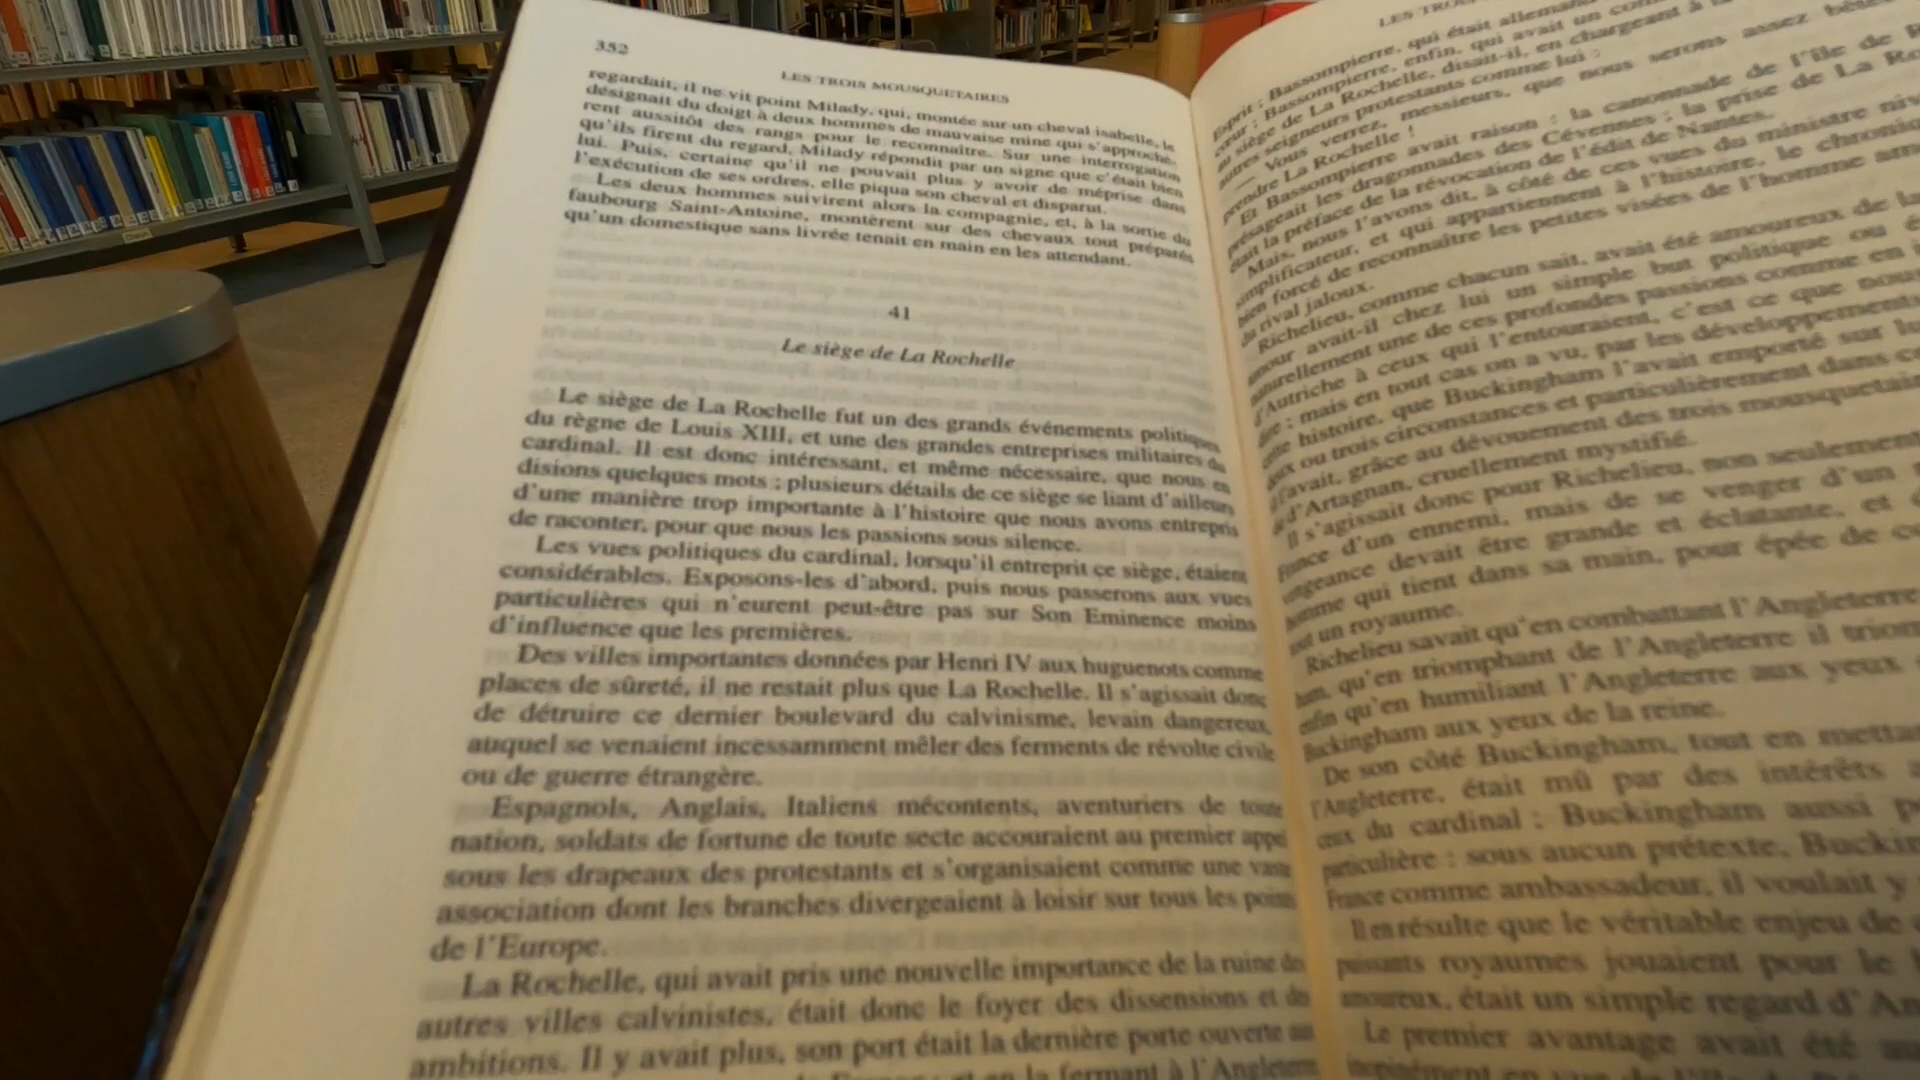 352
LES TROIS MOUSQUETAIRES
regardait, il ne vit point Milady, qui, montée sur un cheval isabelle, le
désignait du doigt à deux hommes de mauvaise mine qui s'approchè-
rent aussitôt des rangs pour le reconnaître. Sur une interrogation
qu'ils firent du regard, Milady répondit par un signe que c'était bien
lui. Puis, certaine qu'il ne pouvait plus y avoir de méprise dans
l'exécution de ses ordres, elle piqua son cheval et disparut.
Les deux hommes suivirent alors la compagnie, et, à la sortie du
faubourg Saint-Antoine, montèrent sur des chevaux tout préparés
qu'un domestique sans livrée tenait en main en les attendant.
41
Le siège de La Rochelle
Le siège de La Rochelle fut un des grands événements politiques
du règne de Louis XIII, et une des grandes entreprises militaires du
cardinal. Il est donc intéressant, et même nécessaire, que nous en
disions quelques mots ; plusieurs détails de ce siège se liant d'ailleurs
d'une manière trop importante à l'histoire que nous avons entrepris
de raconter, pour que nous les passions sous silence.
Les vues politiques du cardinal, lorsqu'il entreprit ce siège, étaient
considérables. Exposons-les d'abord, puis nous passerons aux vues
particulières qui n'eurent peut-être pas sur Son Eminence moins
d'influence que les premières.
Des villes importantes données par Henri IV aux huguenots comme
places de sûreté, il ne restait plus que La Rochelle. Il s'agissait donc
de détruire ce dernier boulevard du calvinisme, levain dangereux,
auquel se venaient incessamment mêler des ferments de révolte civile
ou de guerre étrangère.
Espagnols, Anglais, Italiens mécontents, aventuriers de toute
nation, soldats de fortune de toute secte accouraient au premier appel
sous les drapeaux des protestants et s'organisaient comme une vaste
association dont les branches divergeaient à loisir sur tous les points
de l'Europe.
La Rochelle, qui avait pris une nouvelle importance de la ruine des
autres villes calvinistes, était donc le foyer des dissensions et des
ambitions. Il y avait plus, son port était la dernière porte ouverte aux
en la fermant à l'Angleterre
LES
Esprit ; Bassompierre, qui était allemand
cœur ; Bassompierre, enfin, qui avait un
au siège de La Rochelle, disait-il, en chargeant à la
autres seigneurs protestants comme lui :
— Vous verrez, messieurs, que nous serons assez bêtes
prendre La Rochelle !
Et Bassompierre avait raison : la canonnade de l'île de
présageait les dragonnades des Cévennes ; la prise de La
était la préface de la révocation de l'édit de Nantes.
Mais, nous l'avons dit, à côté de ces vues du ministre
simplificateur, et qui appartiennent à l'histoire, le
bien forcé de reconnaître les petites visées de l'homme
du rival jaloux.
Richelieu, comme chacun sait, avait été amoureux de la
amour avait-il chez lui un simple but politique ou
naturellement une de ces profondes passions comme en
d'Autriche à ceux qui l'entouraient, c'est ce que nous
dire ; mais en tout cas on a vu, par les développements
cette histoire, que Buckingham l'avait emporté sur
deux ou trois circonstances et particulièrement dans
l'avait, grâce au dévouement des trois mousquetaires
d'Artagnan, cruellement mystifié.
Il s'agissait donc pour Richelieu, non seulement
France d'un ennemi, mais de se venger d'un
vengeance devait être grande et éclatante, et
homme qui tient dans sa main, pour épée de
tout un royaume.
Richelieu savait qu'en combattant l'Angleterre
qu'en triomphant de l'Angleterre il
enfin qu'en humiliant l'Angleterre aux yeux
Buckingham aux yeux de la reine.
De son côté Buckingham, tout en
l'Angleterre, était mû par des intérêts
ceux du cardinal ; Buckingham aussi
particulière : sous aucun prétexte,
France comme ambassadeur, il voulait y
Il en résulte que le véritable enjeu de
puissants royaumes jouaient pour le
amoureux, était un simple regard
Le premier avantage avait été